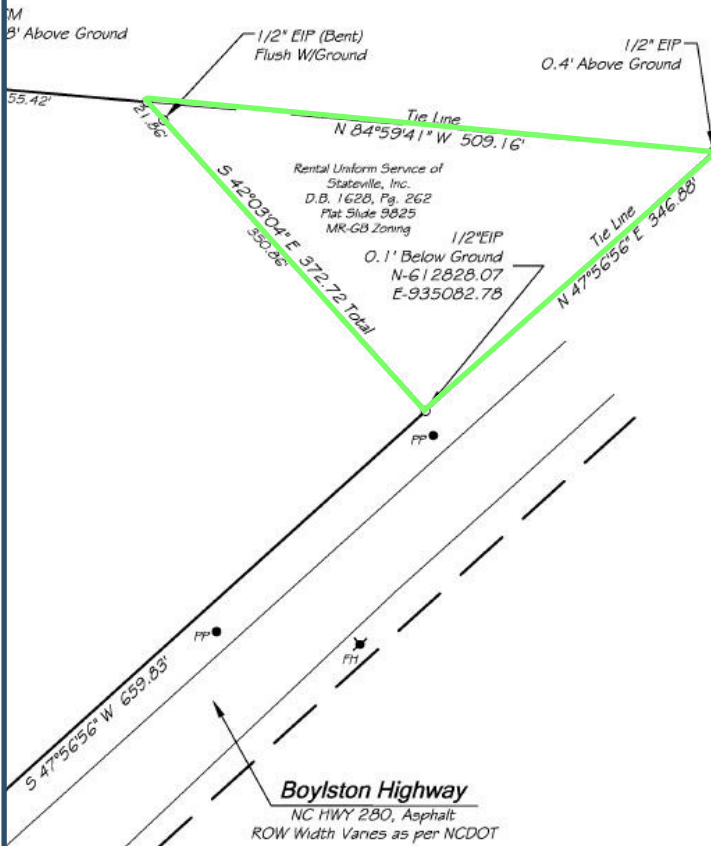 M
8' Above Ground
1/2" EIP (Bent)
Flush W/Ground
1/2" EIP
0.4' Above Ground
55.42'
21.86'
Tie Line
N 84°59'41" W 509.16'
Rental Uniform Service of
Stateville, Inc.
D.B. 1628, Pg. 262
Plat Slide 9825
MR-GB Zoning
S 42°03'04" E 372.72 Total
350.86'
1/2"EIP
0.1' Below Ground
N-612828.07
E-935082.78
Tie Line
N 47°56'56" E 346.88'
PP
PP
FH
S 47°56'56" W 659.83'
Boylston Highway
NC HWY 280, Asphalt
ROW Width Varies as per NCDOT